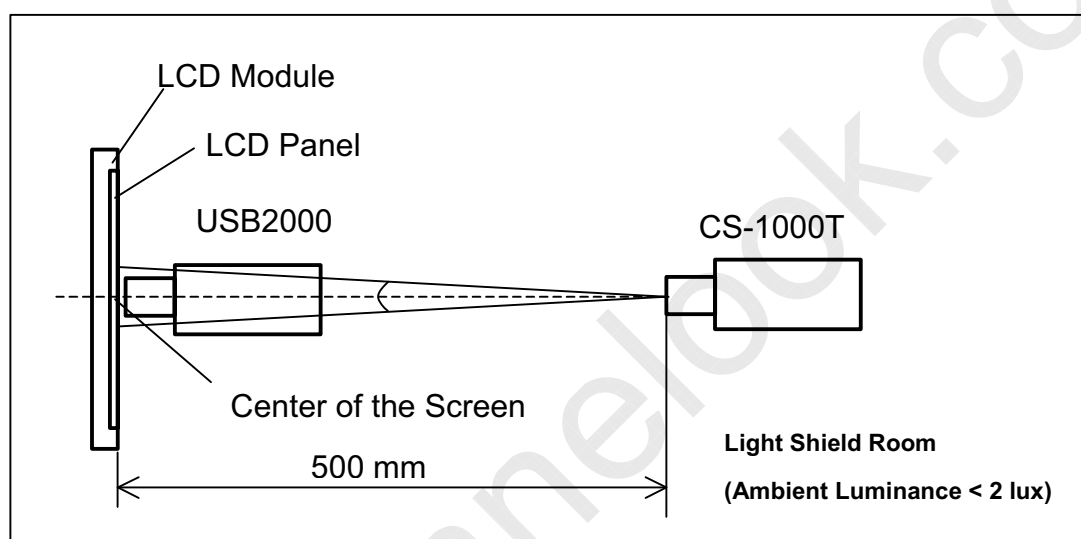 LCD Module
LCD Panel
USB2000
CS-1000T
Center of the Screen
500 mm
Light Shield Room
(Ambient Luminance < 2 lux)
nelook.c